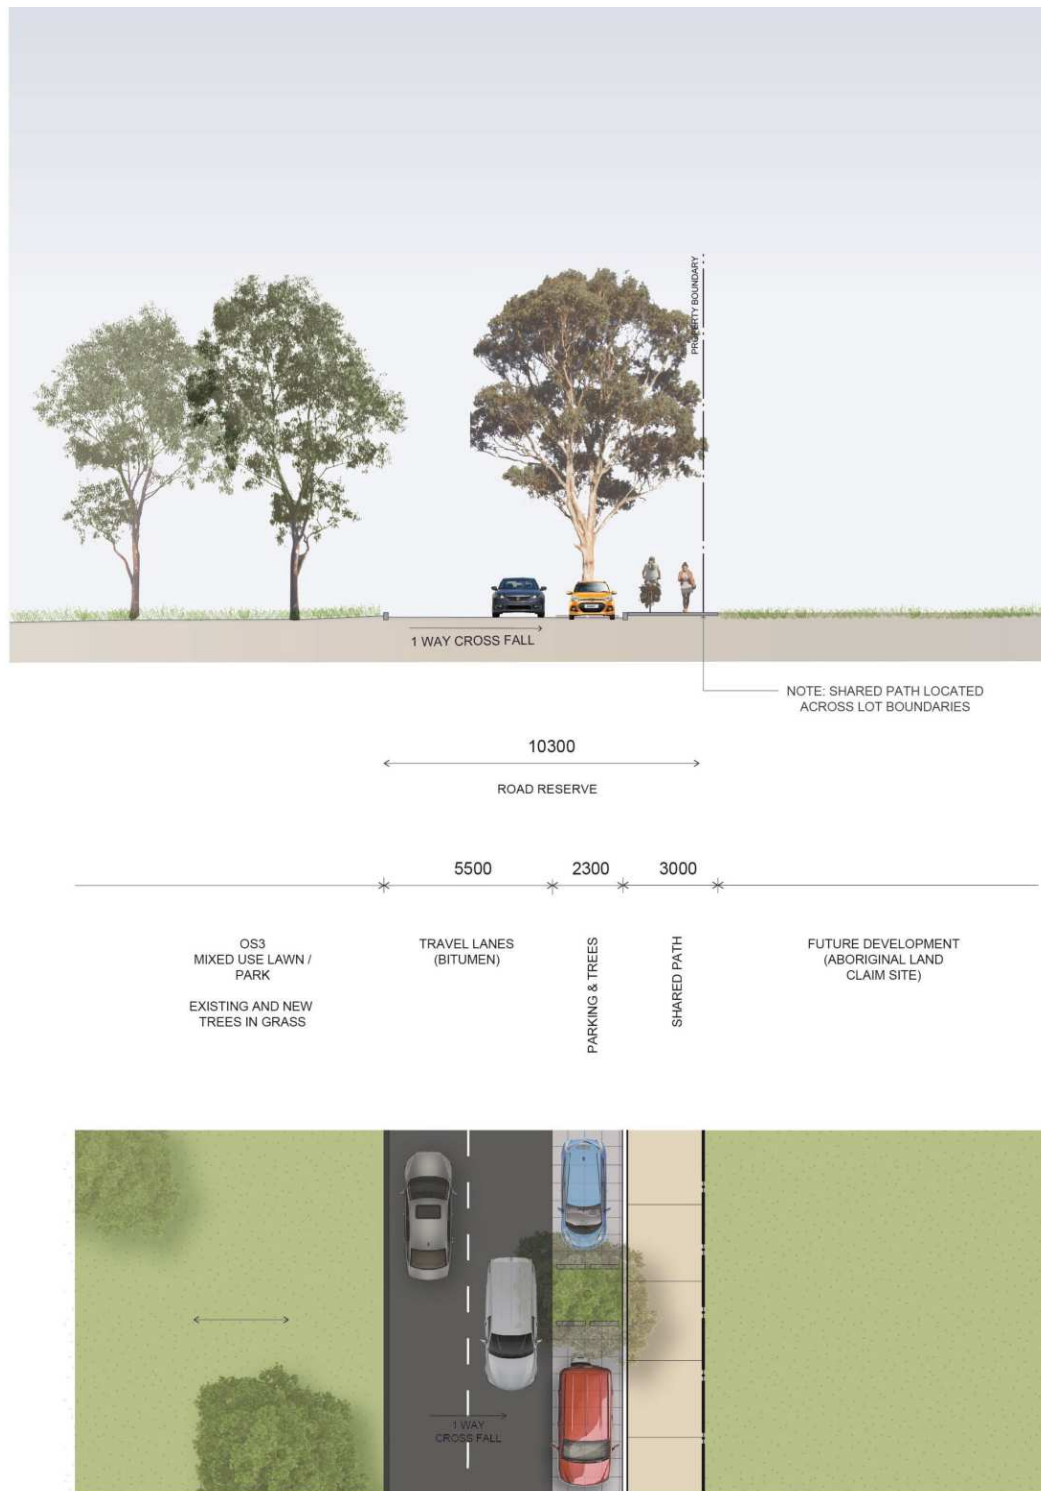 PROPERTY BOUNDARY
1 WAY CROSS FALL
NOTE: SHARED PATH LOCATED
ACROSS LOT BOUNDARIES
10300
ROAD RESERVE
5500
2300
3000
OS3
MIXED USE LAWN /
PARK
EXISTING AND NEW
TREES IN GRASS
TRAVEL LANES
(BITUMEN)
PARKING & TREES
SHARED PATH
FUTURE DEVELOPMENT
(ABORIGINAL LAND
CLAIM SITE)
1 WAY
CROSS FALL